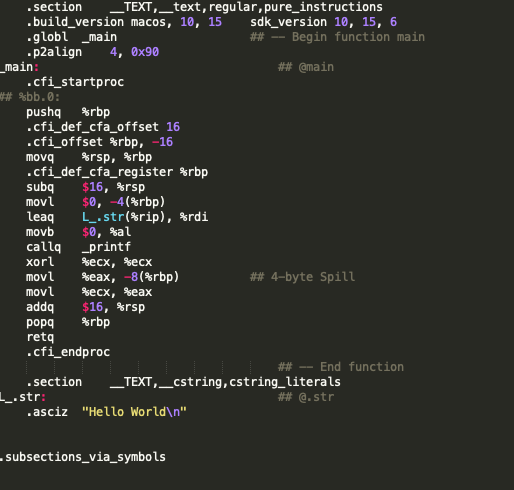 .section __TEXT,__text,regular,pure_instructions
.build_version macos, 10, 15 sdk_version 10, 15, 6
.globl _main ## -- Begin function main
.p2align 4, 0x90
_main: ## @main
.cfi_startproc
## %bb.0:
pushq %rbp
.cfi_def_cfa_offset 16
.cfi_offset %rbp, -16
movq %rsp, %rbp
.cfi_def_cfa_register %rbp
subq $16, %rsp
movl $0, -4(%rbp)
leaq L_.str(%rip), %rdi
movb $0, %al
callq _printf
xorl %ecx, %ecx
movl %eax, -8(%rbp) ## 4-byte Spill
movl %ecx, %eax
addq $16, %rsp
popq %rbp
retq
.cfi_endproc
## -- End function
.section __TEXT,__cstring,cstring_literals
L_.str: ## @.str
.asciz "Hello World\n"
.subsections_via_symbols